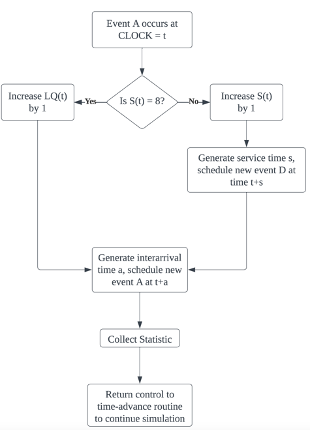 Event A occurs at
CLOCK = t
Increase LQ(t)
by 1
Yes
Is S(t) = 8?
No
Increase S(t)
by 1
Generate service time s,
schedule new event D at
time t+s
Generate interarrival
time a, schedule new
event A at t+a
Collect Statistic
Return control to
time-advance routine
to continue simulation